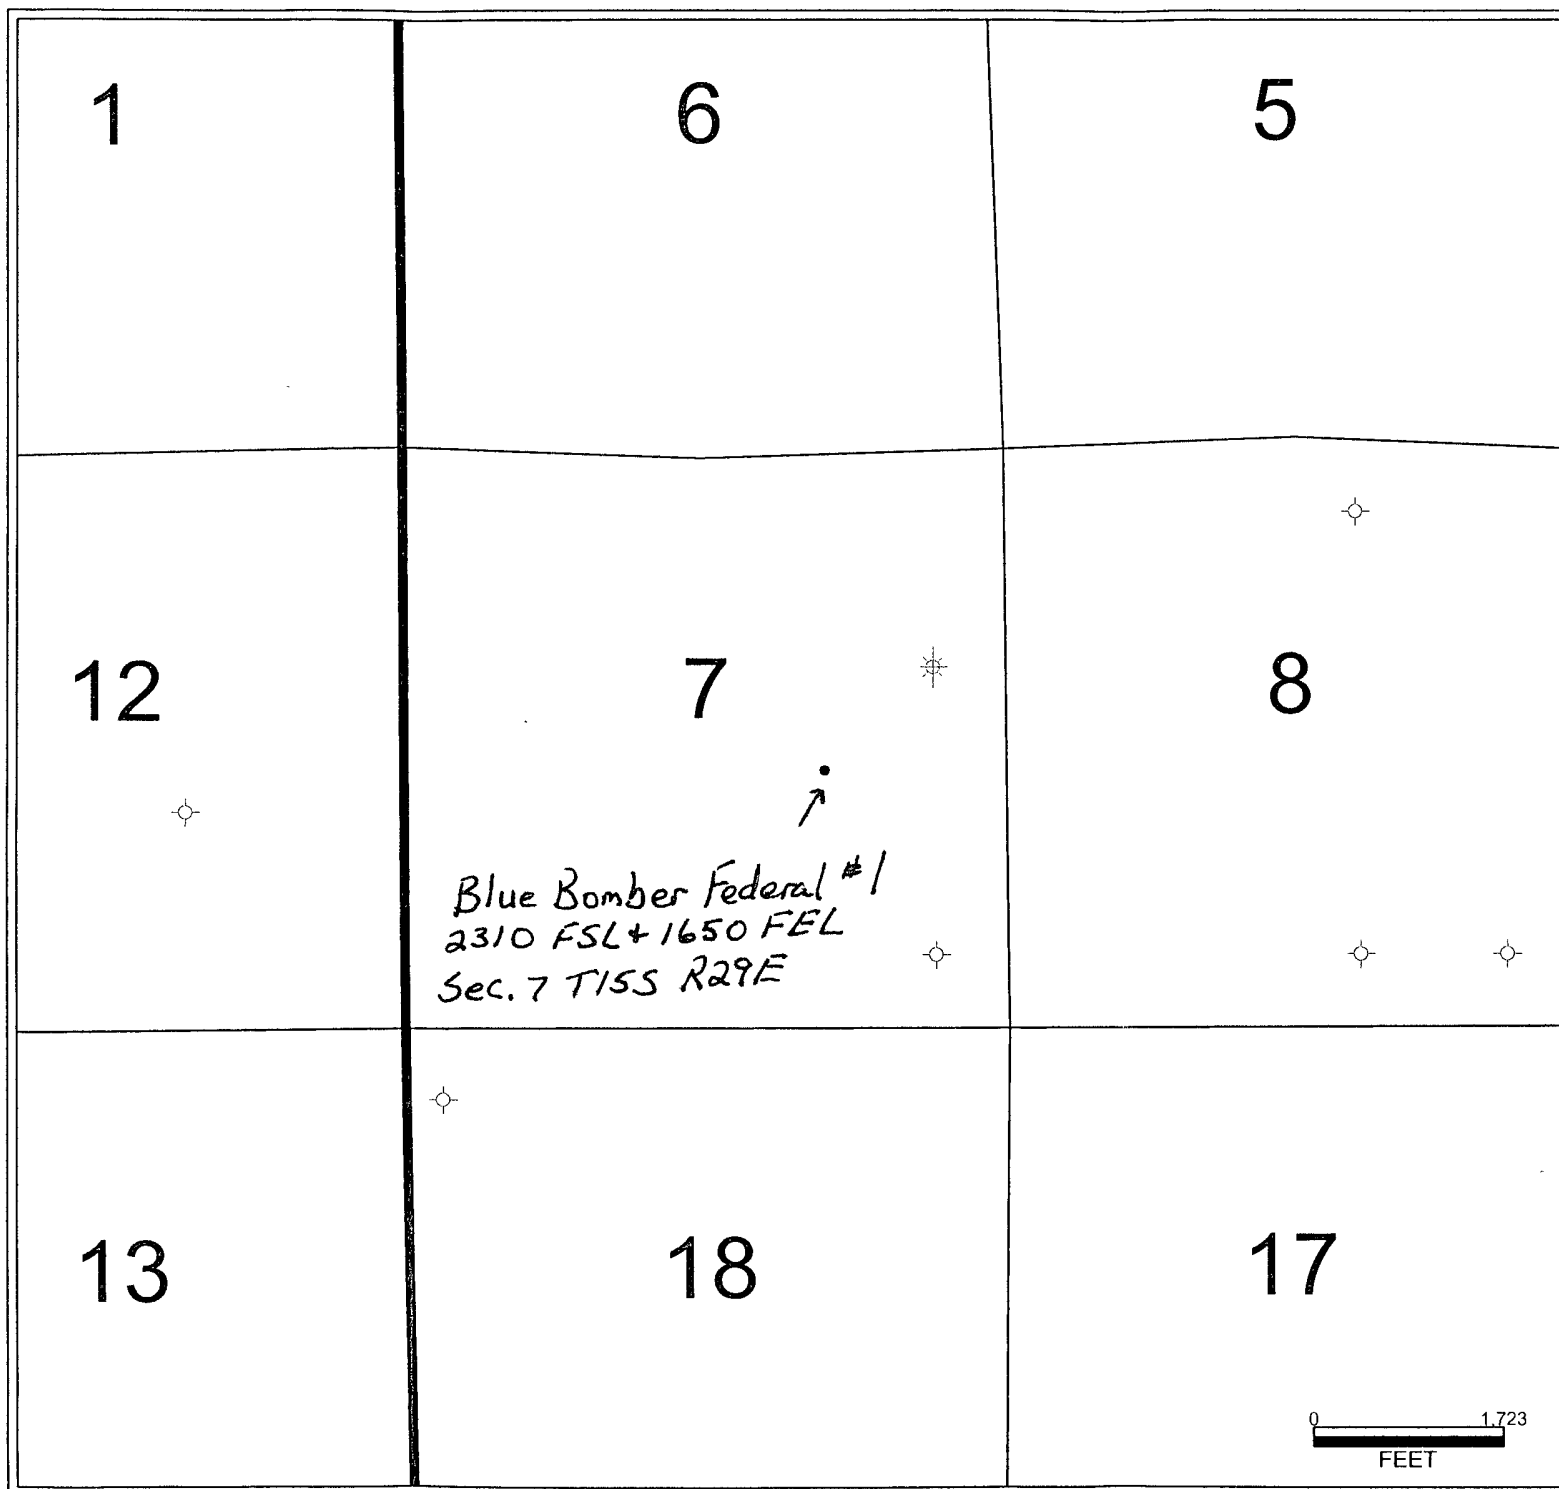 1 6 5
12 7 8
Blue Bomber Federal #1
2310 FSL + 1650 FEL
Sec. 7 T15S R29E
13 18 17
0 1,723
FEET